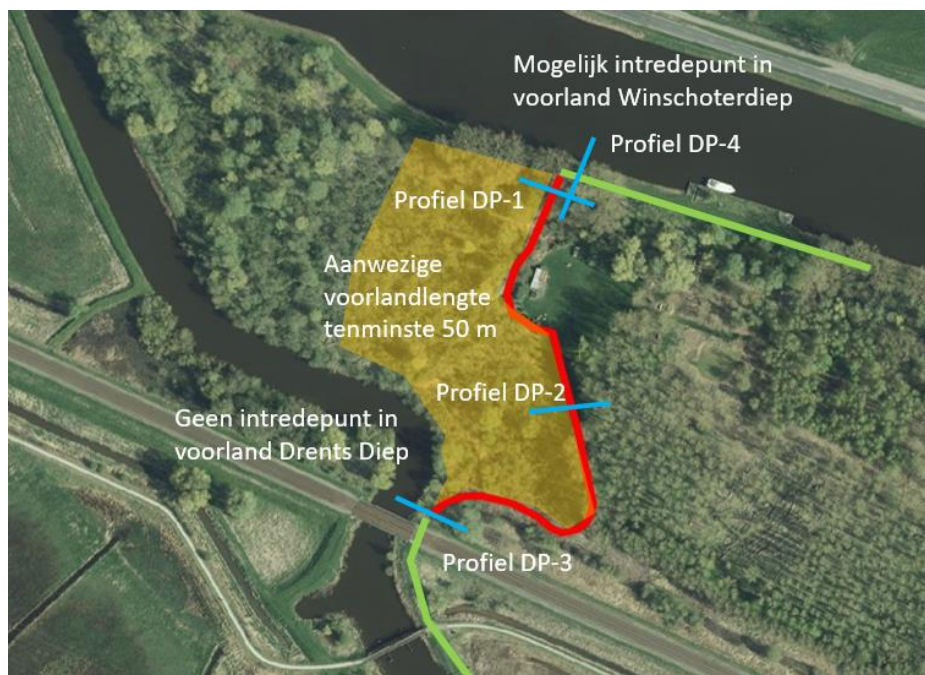 Mogelijk intredepunt in
voorland Winschoterdiep
Profiel DP-4
Profiel DP-1
Aanwezige
voorlandlengte
tenminste 50 m
Profiel DP-2
Geen intredepunt in
voorland Drents Diep
Profiel DP-3